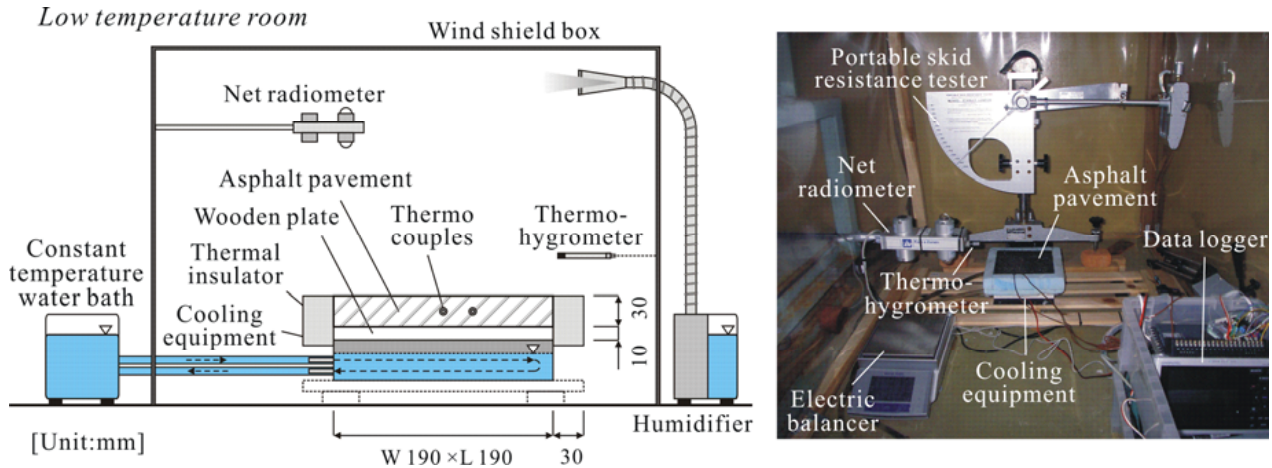 Low temperature room
Wind shield box
Net radiometer
Asphalt pavement
Wooden plate
Thermal
insulator
Cooling
equipment
Thermo
couples
Thermo-
hygrometer
Constant
temperature
water bath
30
10
Humidifier
[Unit:mm]
W 190 ×L 190
30
Portable skid
resistance tester
Net
radiometer
Asphalt
pavement
Data logger
Thermo-
hygrometer
Cooling
equipment
Electric
balancer